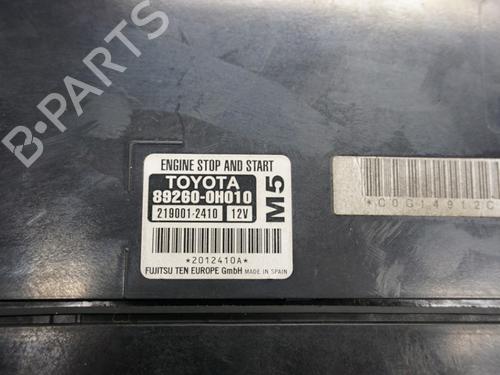 B-PARTS
ENGINE STOP AND START
TOYOTA
89260-0H010
219001-2410 12V
M5
*2012410A*
FUJITSU TEN EUROPE GmbH MADE IN SPAIN
*C0G14912C